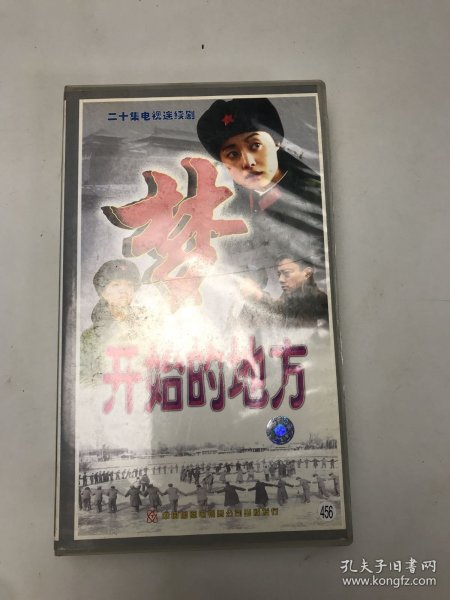 二十集电视连续剧
梦
开始的地方
456
孔夫子旧书网
www.kongfz.com